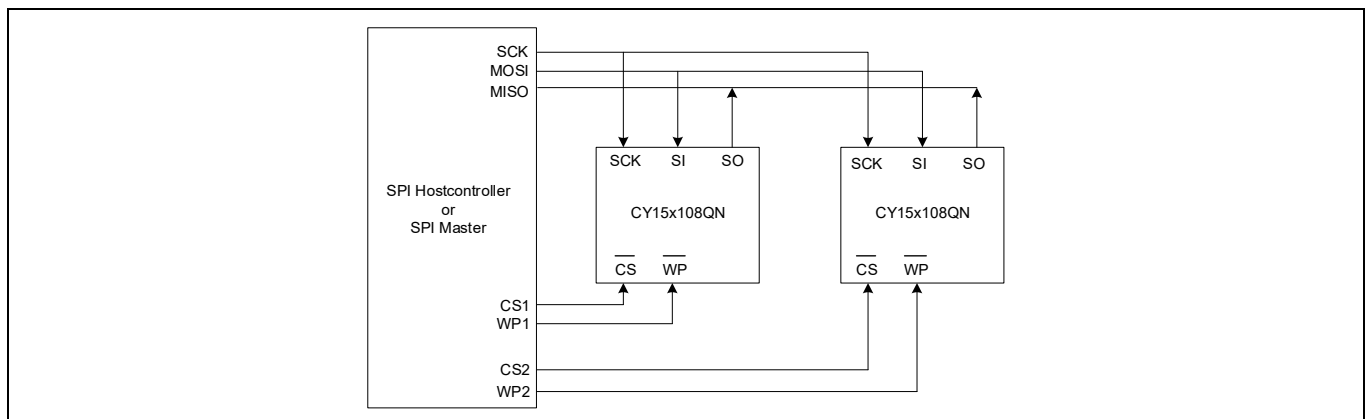 SCK
MOSI
MISO
SCK SI SO
SCK SI SO
SPI Hostcontroller
or
SPI Master
CY15x108QN
CY15x108QN
CS WP
CS WP
CS1
WP1
CS2
WP2